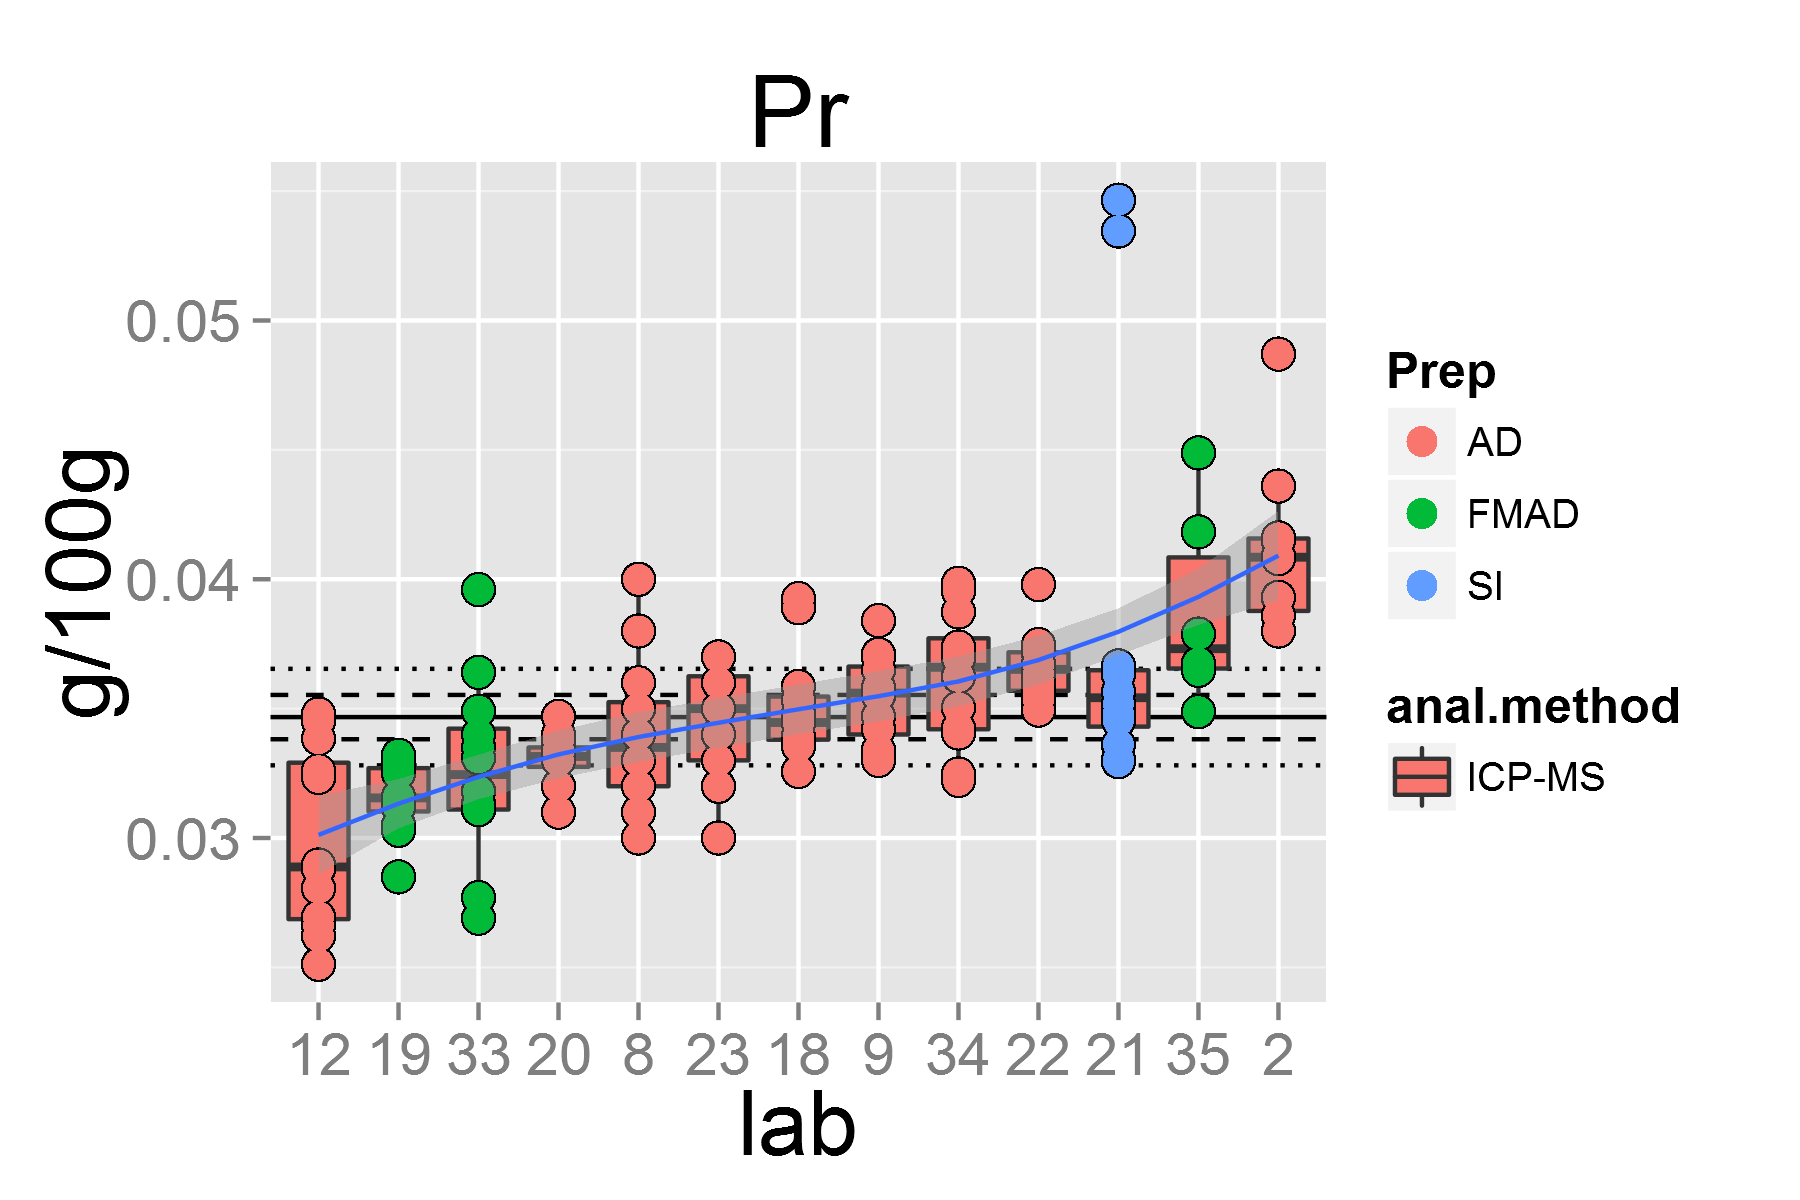 Pr
g/100g
0.05
0.04
0.03
12 19 33 20 8 23 18 9 34 22 21 35 2
lab
Prep
AD
FMAD
SI
anal.method
ICP-MS